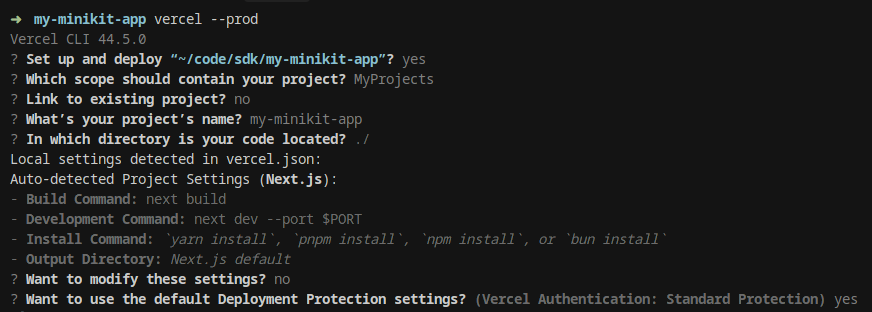 ➜ my-minikit-app vercel --prod
Vercel CLI 44.5.0
? Set up and deploy “~/code/sdk/my-minikit-app”? yes
? Which scope should contain your project? MyProjects
? Link to existing project? no
? What’s your project’s name? my-minikit-app
? In which directory is your code located? ./
Local settings detected in vercel.json:
Auto-detected Project Settings (Next.js):
- Build Command: next build
- Development Command: next dev --port $PORT
- Install Command: `yarn install`, `pnpm install`, `npm install`, or `bun install`
- Output Directory: Next.js default
? Want to modify these settings? no
? Want to use the default Deployment Protection settings? (Vercel Authentication: Standard Protection) yes